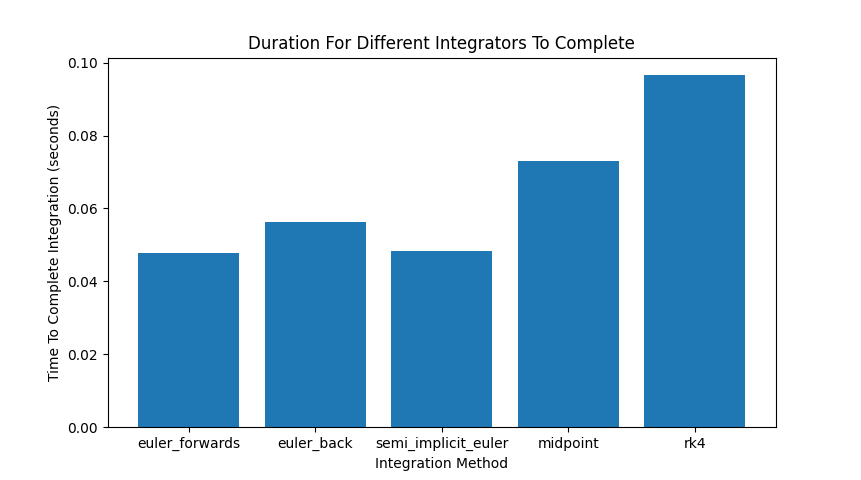 Duration For Different Integrators To Complete
Time To Complete Integration (seconds)
0.10
0.08
0.06
0.04
0.02
0.00
euler_forwards euler_back semi_implicit_euler midpoint rk4
Integration Method